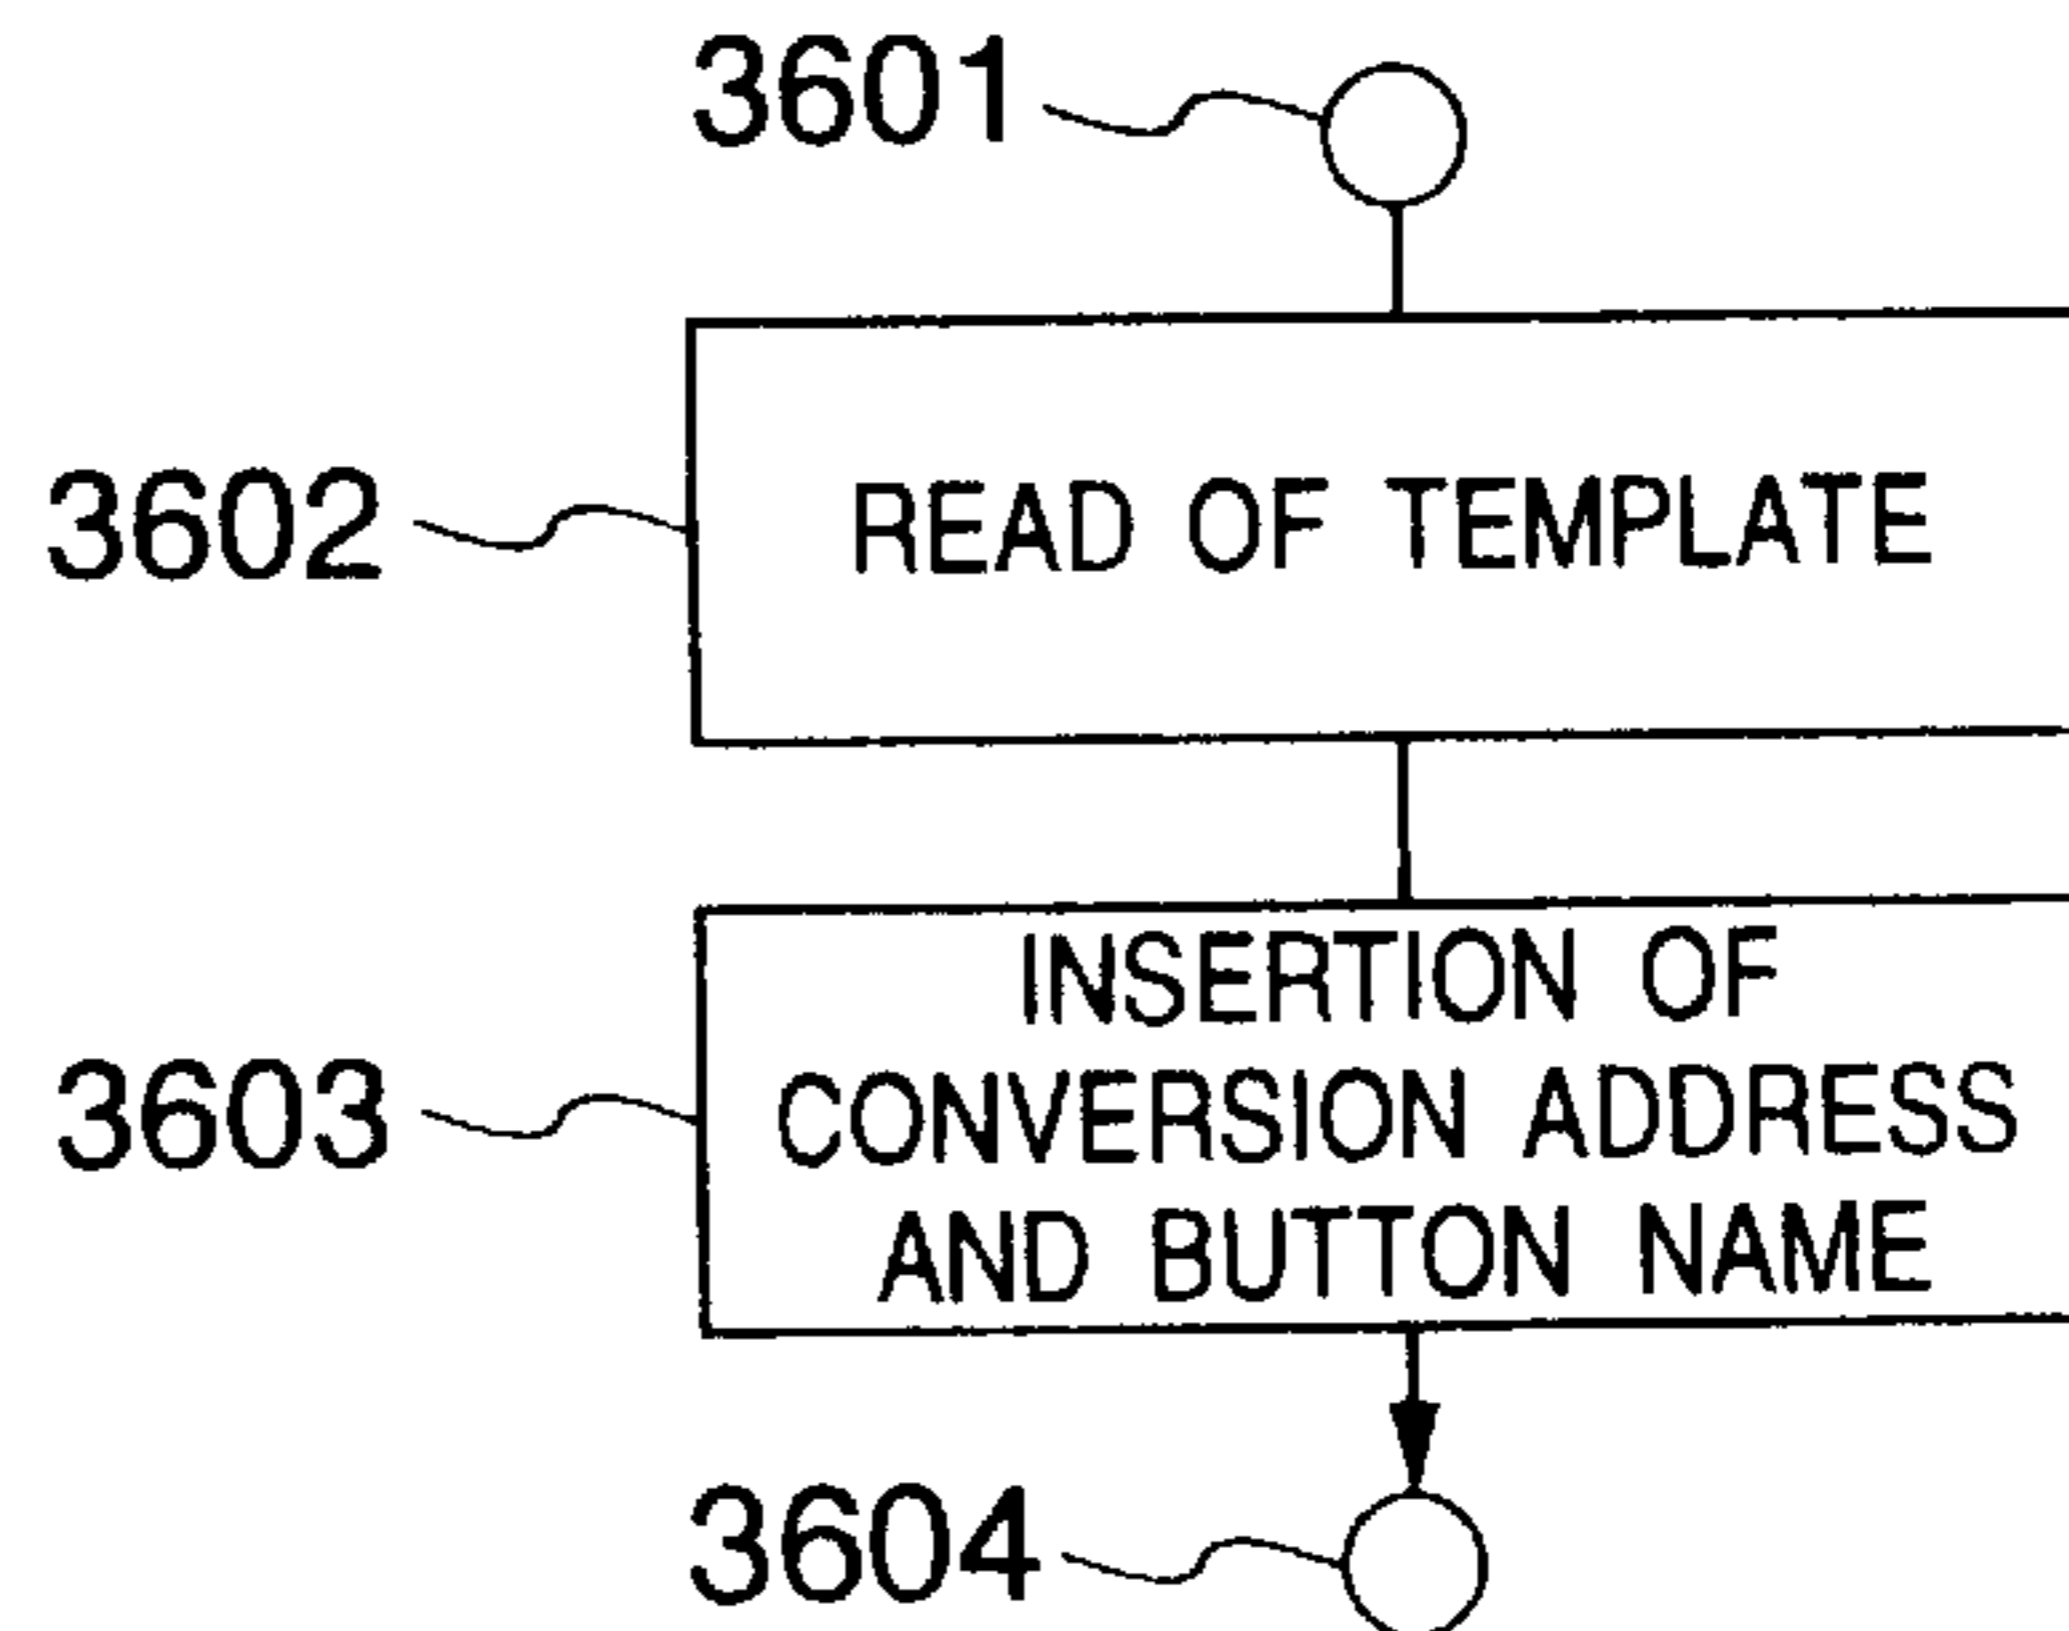 3601
3602
READ OF TEMPLATE
3603
INSERTION OF
CONVERSION ADDRESS
AND BUTTON NAME
3604